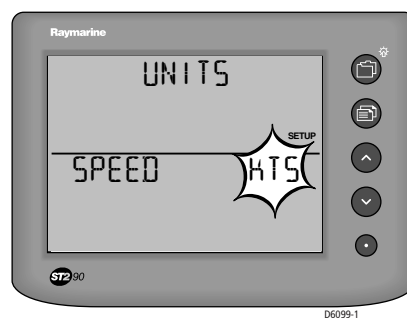 Raymarine
UNITS
SETUP
SPEED KTS
ST290
D6099-1